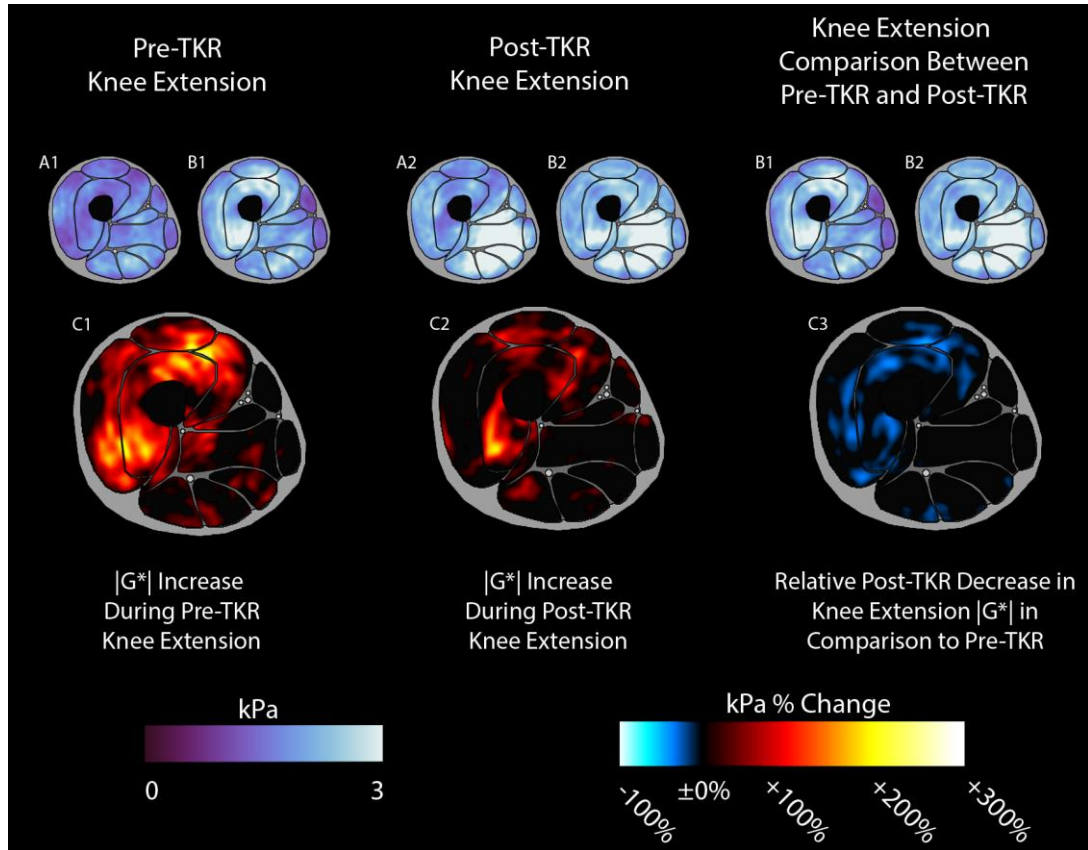 Pre-TKR
Knee Extension
Post-TKR
Knee Extension
Knee Extension
Comparison Between
Pre-TKR and Post-TKR
A1
B1
A2
B2
B1
B2
C1
C2
C3
|G*| Increase
During Pre-TKR
Knee Extension
|G*| Increase
During Post-TKR
Knee Extension
Relative Post-TKR Decrease in
Knee Extension |G*| in
Comparison to Pre-TKR
kPa
0
3
kPa % Change
-100%
±0%
+100%
+200%
+300%